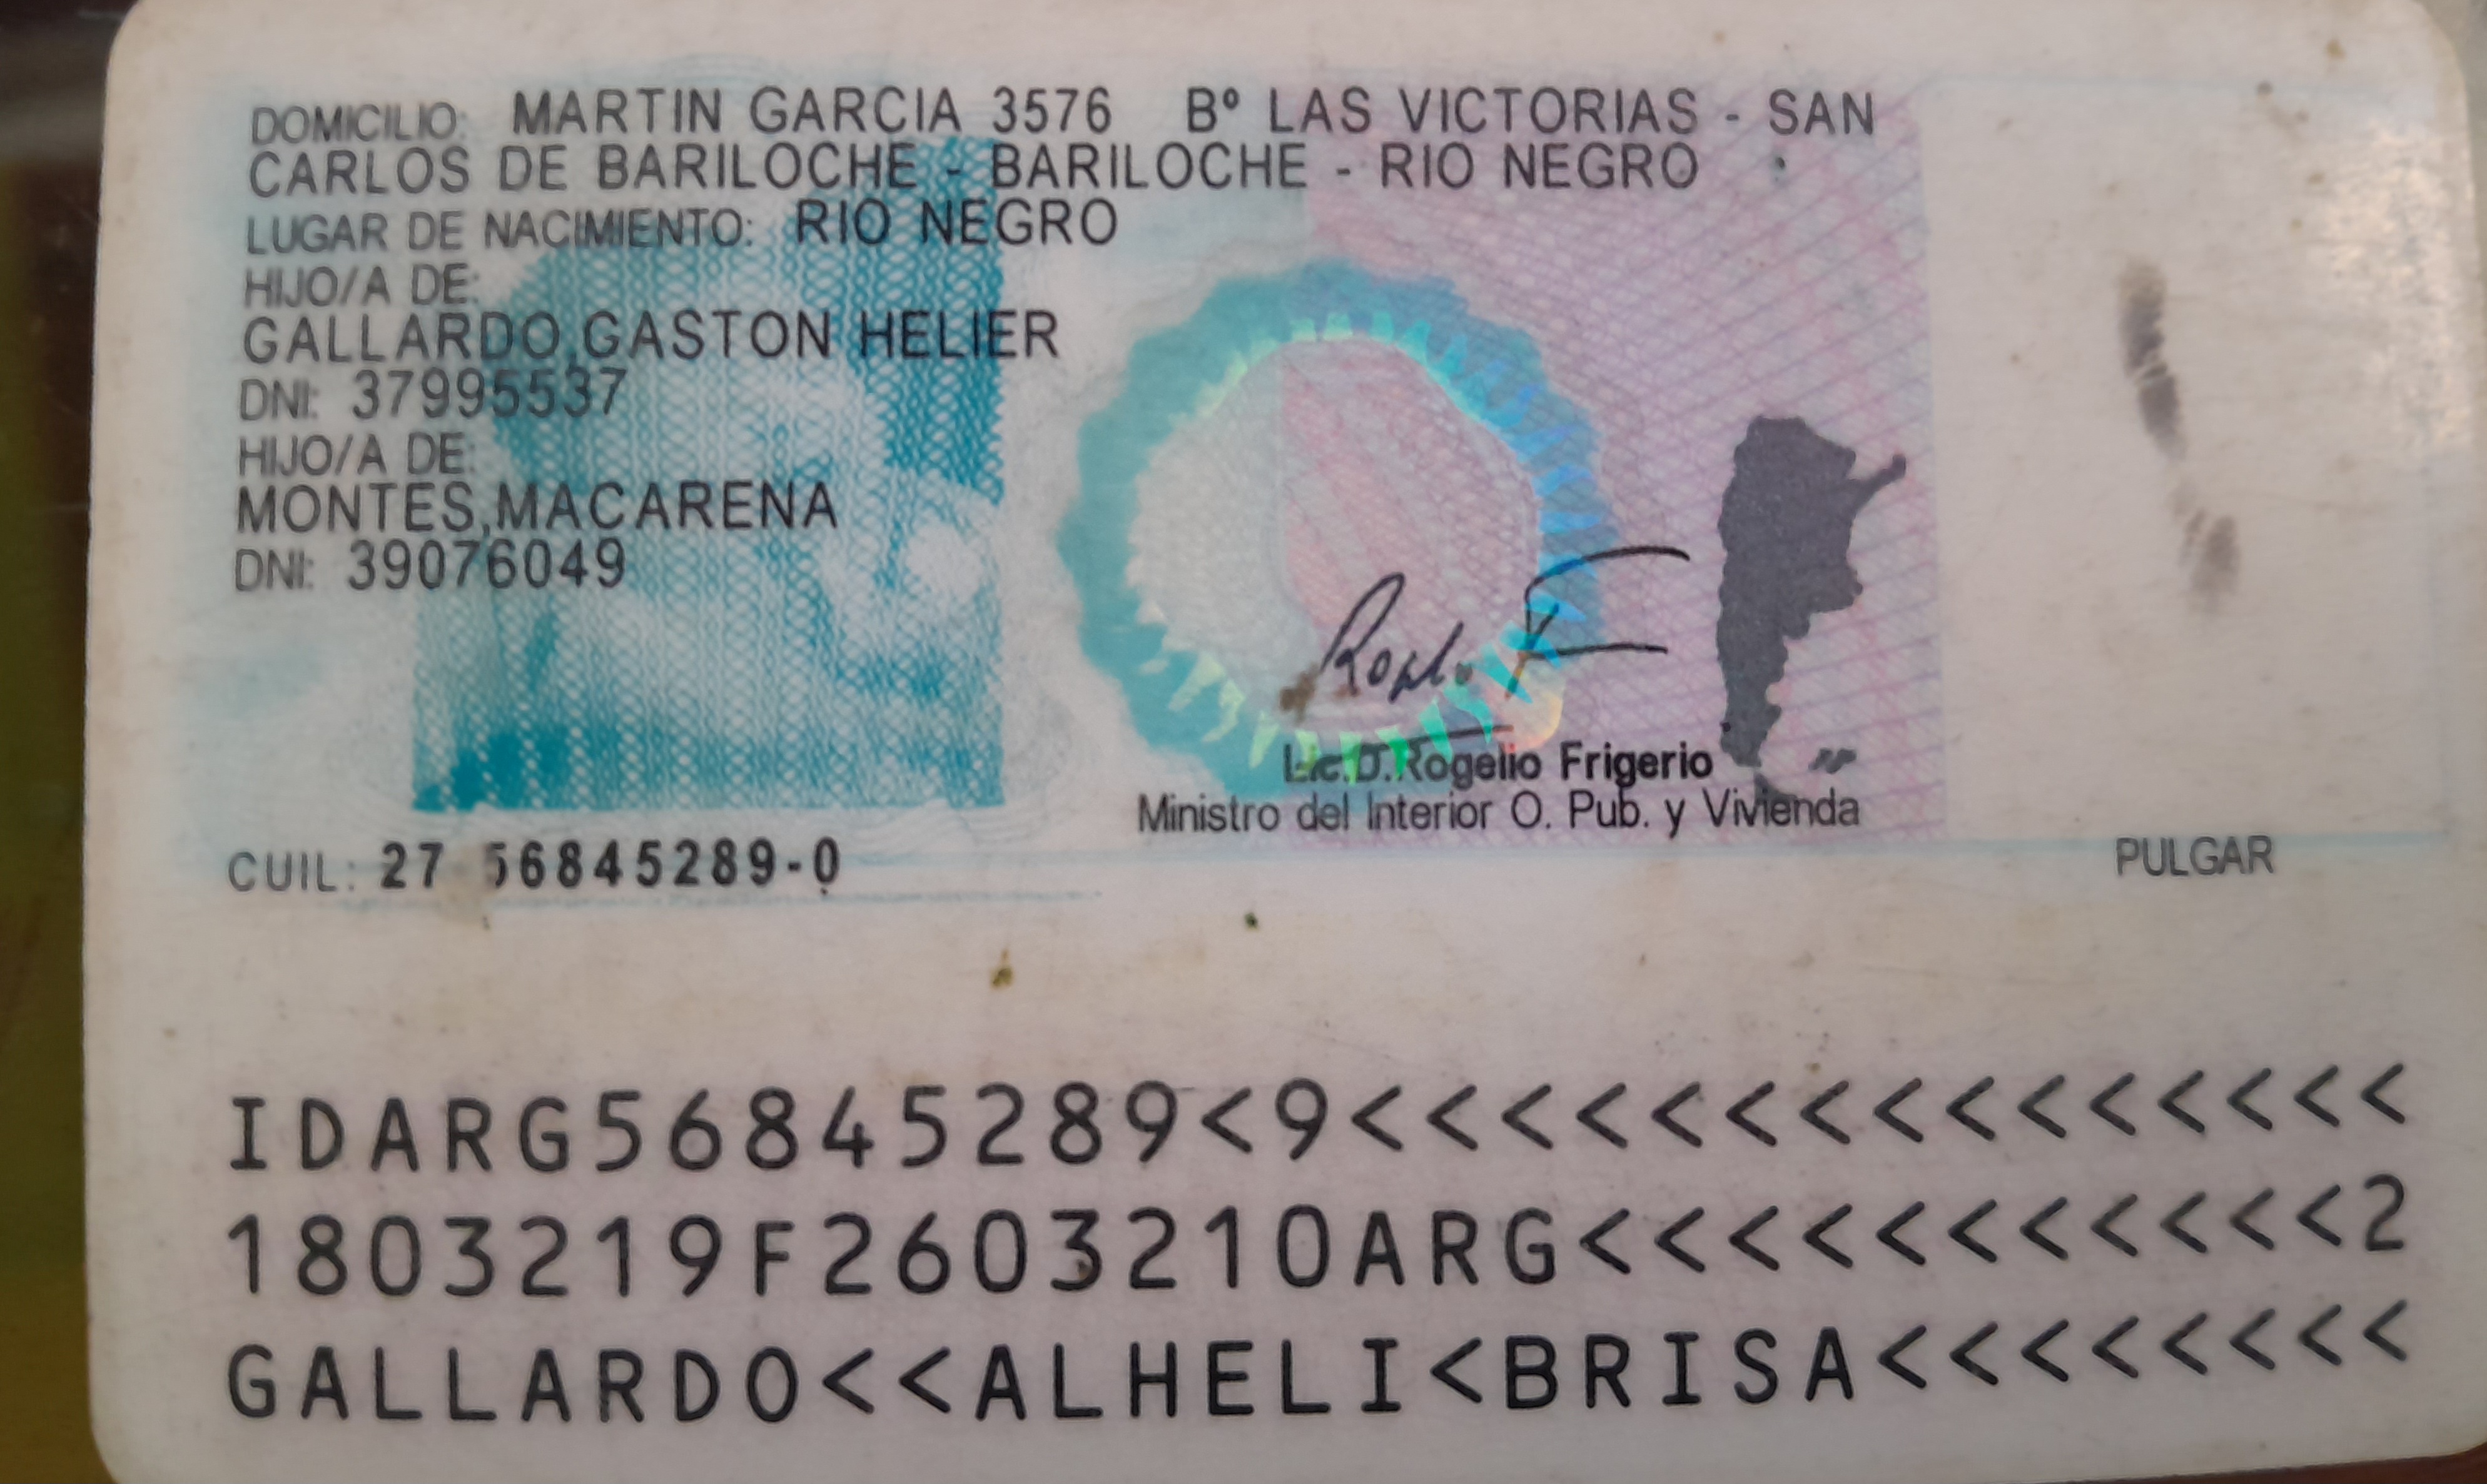 DOMICILIO: MARTIN GARCIA 3576 Bº LAS VICTORIAS - SAN
CARLOS DE BARILOCHE - BARILOCHE - RIO NEGRO
LUGAR DE NACIMIENTO: RIO NEGRO
HIJO/A DE:
GALLARDO,GASTON HELIER
DNI: 37995537
HIJO/A DE:
MONTES,MACARENA
DNI: 39076049
Lic.D.Rogelio Frigerio
Ministro del Interior O. Pub. y Vivienda
CUIL: 27 56845289-0
PULGAR
IDARG56845289<9<<<<<<<<<<<<<<<
1803219F2603210ARG<<<<<<<<<<<2
GALLARDO<<ALHELI<BRISA<<<<<<<<